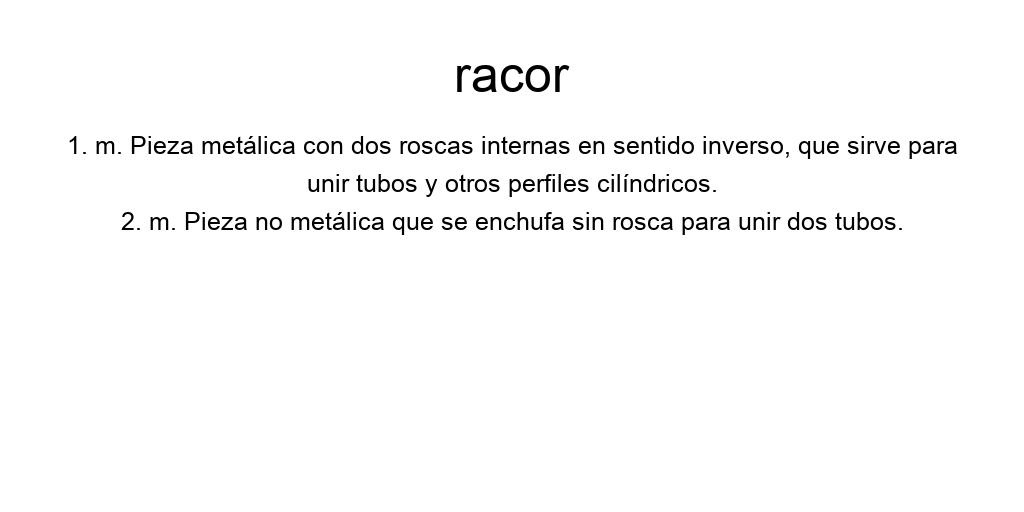 racor
1. m. Pieza metálica con dos roscas internas en sentido inverso, que sirve para
unir tubos y otros perfiles cilíndricos.
2. m. Pieza no metálica que se enchufa sin rosca para unir dos tubos.